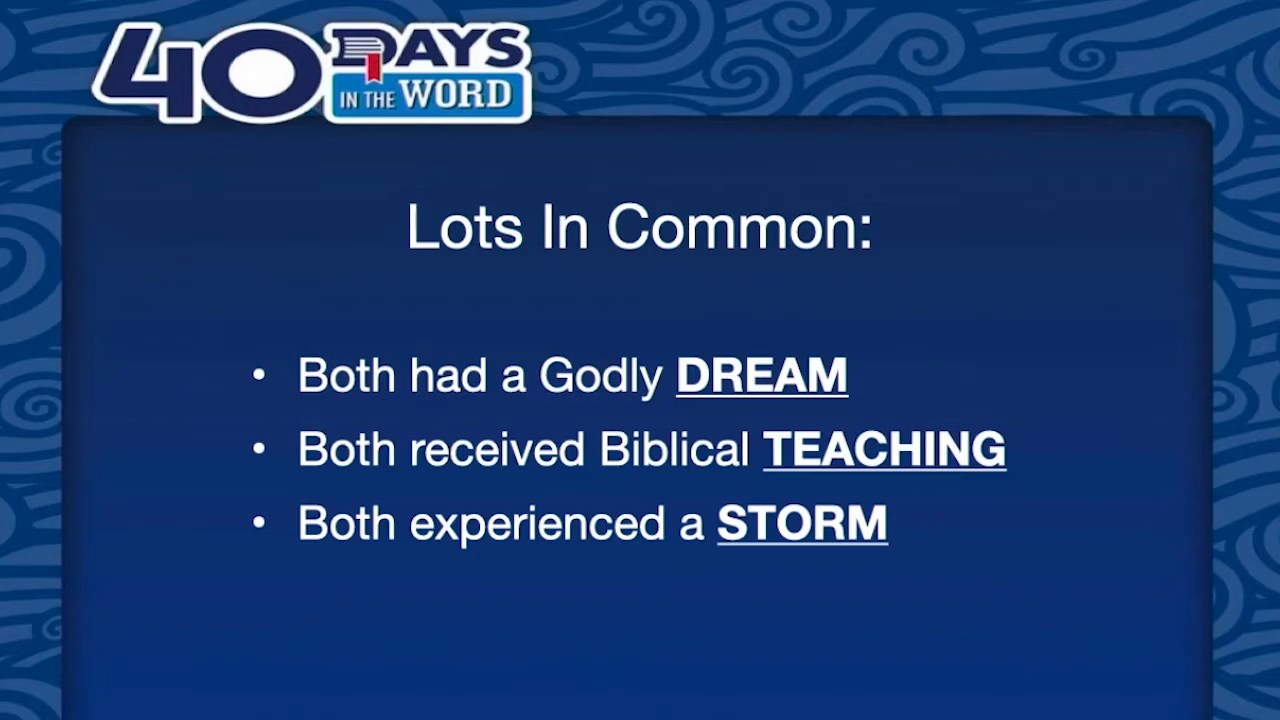 40 DAYS
IN THE WORD
Lots In Common:
• Both had a Godly DREAM
• Both received Biblical TEACHING
• Both experienced a STORM